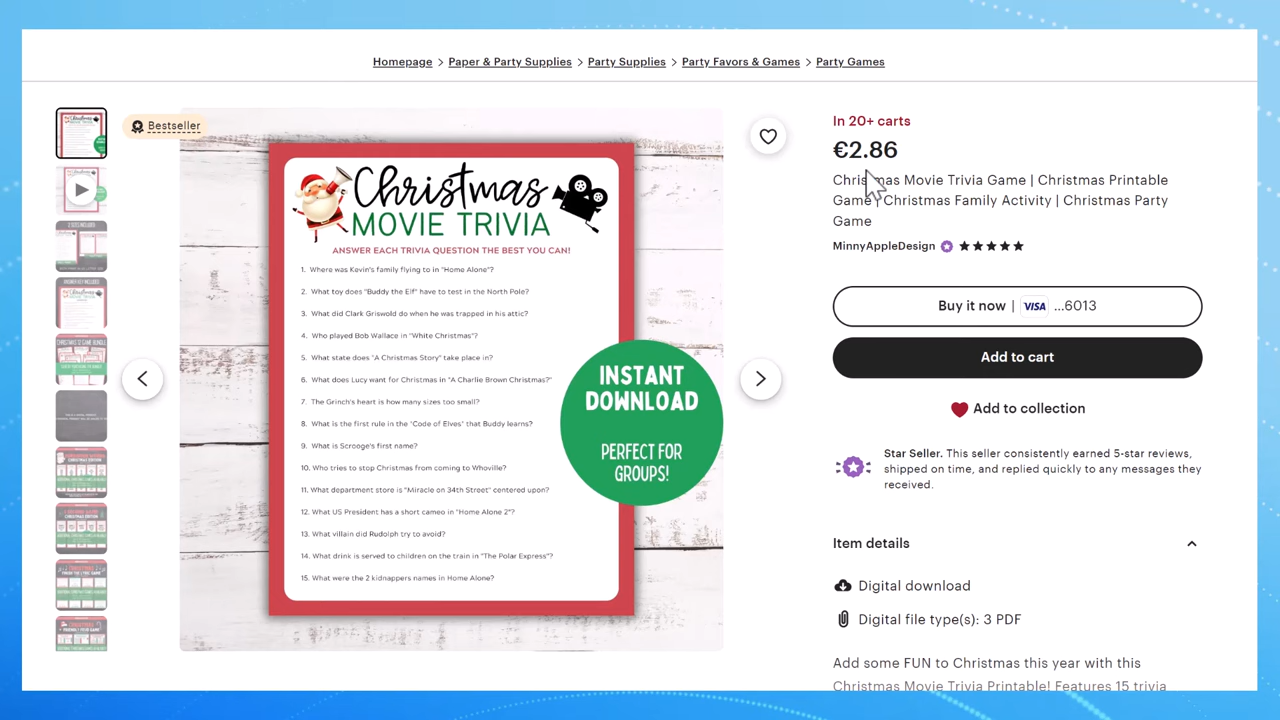 Homepage > Paper & Party Supplies > Party Supplies > Party Favors & Games > Party Games
Bestseller
Christmas
MOVIE TRIVIA
ANSWER EACH TRIVIA QUESTION THE BEST YOU CAN!
1. Where was Kevin's family flying to in "Home Alone"?
2. What toy does "Buddy the Elf" have to test in the North Pole?
3. What did Clark Griswold do when he was trapped in his attic?
4. Who played Bob Wallace in "White Christmas"?
5. What state does "A Christmas Story" take place in?
6. What does Lucy want for Christmas in "A Charlie Brown Christmas?"
7. The Grinch's heart is how many sizes too small?
8. What is the first rule in the "Code of Elves" that Buddy learns?
9. What is Scrooge's first name?
10. Who tries to stop Christmas from coming to Whoville?
11. What department store is "Miracle on 34th Street" centered upon?
12. What US President has a short cameo in "Home Alone 2"?
13. What villain did Rudolph try to avoid?
14. What drink is served to children on the train in "The Polar Express"?
15. What were the 2 kidnappers names in Home Alone?
INSTANT
DOWNLOAD
PERFECT FOR
GROUPS!
In 20+ carts
€2.86
Christmas Movie Trivia Game | Christmas Printable
Game | Christmas Family Activity | Christmas Party
Game
MinnyAppleDesign
Buy it now | VISA ...6013
Add to cart
Add to collection
Star Seller. This seller consistently earned 5-star reviews,
shipped on time, and replied quickly to any messages they
received.
Item details
Digital download
Digital file type(s): 3 PDF
Add some FUN to Christmas this year with this
Christmas Movie Trivia Printable! Features 15 trivia